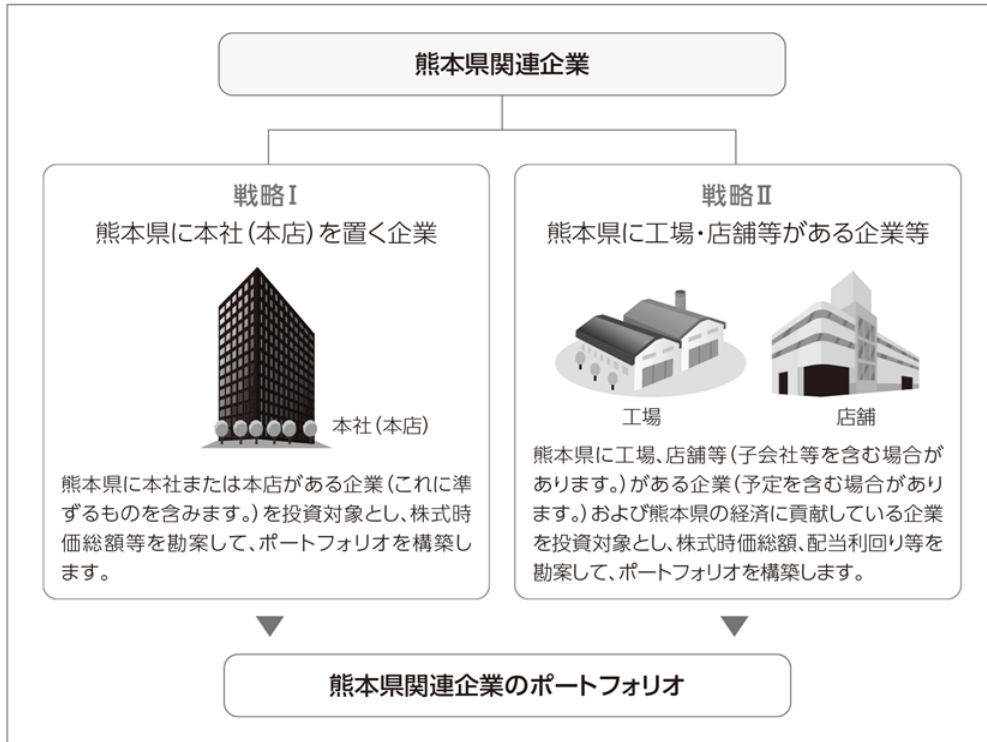 熊本県関連企業
戦略Ⅰ
熊本県に本社(本店)を置く企業
本社(本店)
熊本県に本社または本店がある企業(これに準
ずるものを含みます。)を投資対象とし、株式時
価総額等を勘案して、ポートフォリオを構築し
ます。
戦略Ⅱ
熊本県に工場・店舗等がある企業等
工場
店舗
熊本県に工場、店舗等(子会社等を含む場合が
あります。)がある企業(予定を含む場合があり
ます。)および熊本県の経済に貢献している企業
を投資対象とし、株式時価総額、配当利回り等を
勘案して、ポートフォリオを構築します。
熊本県関連企業のポートフォリオ